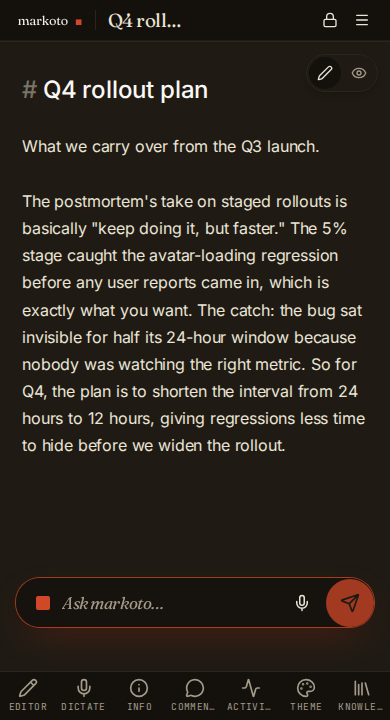 markoto
Q4 roll...
# Q4 rollout plan
What we carry over from the Q3 launch.
The postmortem's take on staged rollouts is
basically "keep doing it, but faster." The 5%
stage caught the avatar-loading regression
before any user reports came in, which is
exactly what you want. The catch: the bug sat
invisible for half its 24-hour window because
nobody was watching the right metric. So for
Q4, the plan is to shorten the interval from 24
hours to 12 hours, giving regressions less time
to hide before we widen the rollout.
Ask markoto...
EDITOR DICTATE INFO COMMEN… ACTIVI… THEME KNOWLE…